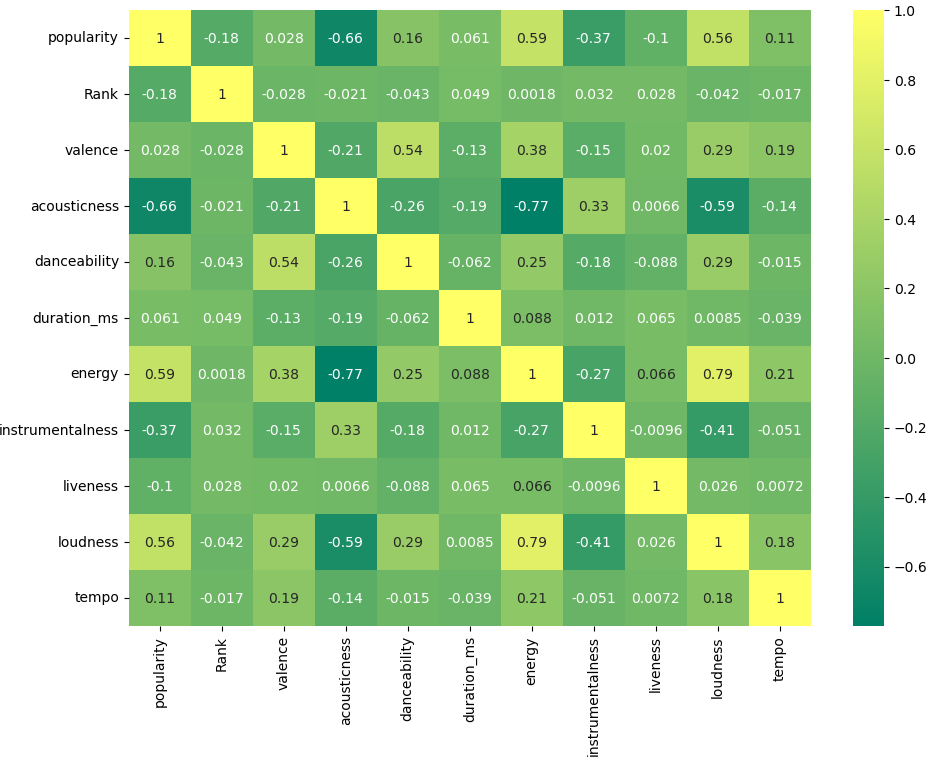 popularity 1 -0.18 0.028 -0.66 0.16 0.061 0.59 -0.37 -0.1 0.56 0.11
Rank -0.18 1 -0.028 -0.021 -0.043 0.049 0.0018 0.032 0.028 -0.042 -0.017
valence 0.028 -0.028 1 -0.21 0.54 -0.13 0.38 -0.15 0.02 0.29 0.19
acousticness -0.66 -0.021 -0.21 1 -0.26 -0.19 -0.77 0.33 0.0066 -0.59 -0.14
danceability 0.16 -0.043 0.54 -0.26 1 -0.062 0.25 -0.18 -0.088 0.29 -0.015
duration_ms 0.061 0.049 -0.13 -0.19 -0.062 1 0.088 0.012 0.065 0.0085 -0.039
energy 0.59 0.0018 0.38 -0.77 0.25 0.088 1 -0.27 0.066 0.79 0.21
instrumentalness -0.37 0.032 -0.15 0.33 -0.18 0.012 -0.27 1 -0.0096 -0.41 -0.051
liveness -0.1 0.028 0.02 0.0066 -0.088 0.065 0.066 -0.0096 1 0.026 0.0072
loudness 0.56 -0.042 0.29 -0.59 0.29 0.0085 0.79 -0.41 0.026 1 0.18
tempo 0.11 -0.017 0.19 -0.14 -0.015 -0.039 0.21 -0.051 0.0072 0.18 1
popularity Rank valence acousticness danceability duration_ms energy instrumentalness liveness loudness tempo
1.0
0.8
0.6
0.4
0.2
0.0
−0.2
−0.4
−0.6